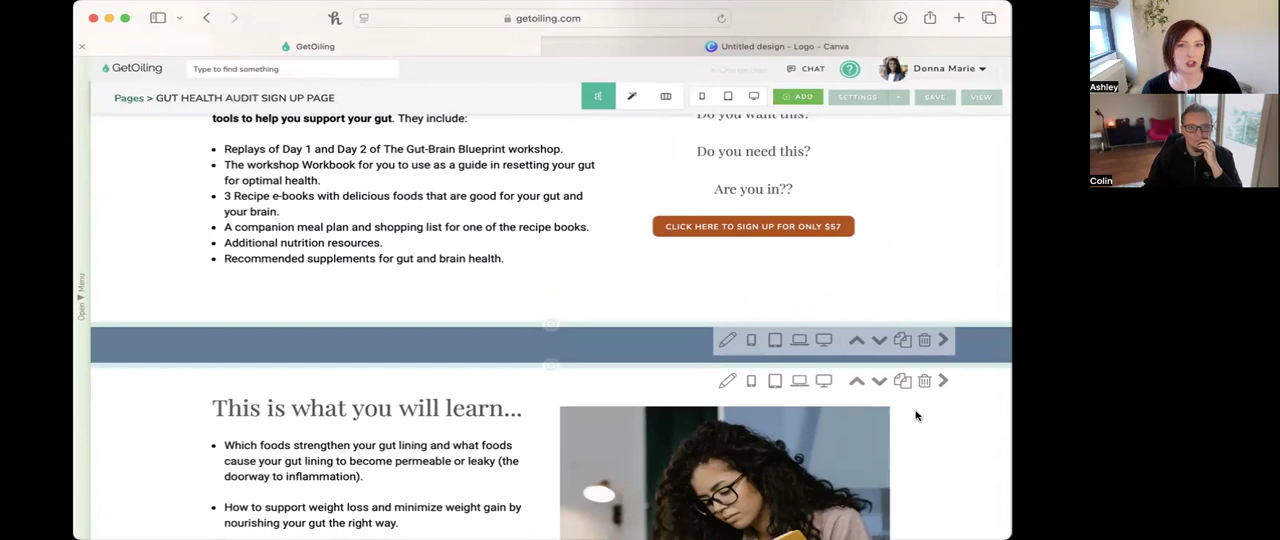 getoiling.com
GetOiling
Untitled design - Logo - Canva
GetOiling
Type to find something
CHAT
?
Donna Marie
Pages > GUT HEALTH AUDIT SIGN UP PAGE
ADD
SETTINGS
SAVE
VIEW
tools to help you support your gut. They include:
Replays of Day 1 and Day 2 of The Gut-Brain Blueprint workshop.
The workshop Workbook for you to use as a guide in resetting your gut
for optimal health.
3 Recipe e-books with delicious foods that are good for your gut and
your brain.
A companion meal plan and shopping list for one of the recipe books.
Additional nutrition resources.
Recommended supplements for gut and brain health.
Do you want this?
Do you need this?
Are you in??
CLICK HERE TO SIGN UP FOR ONLY $57
Open Menu
This is what you will learn...
Which foods strengthen your gut lining and what foods
cause your gut lining to become permeable or leaky (the
doorway to inflammation).
How to support weight loss and minimize weight gain by
nourishing your gut the right way.
Ashley
Colin